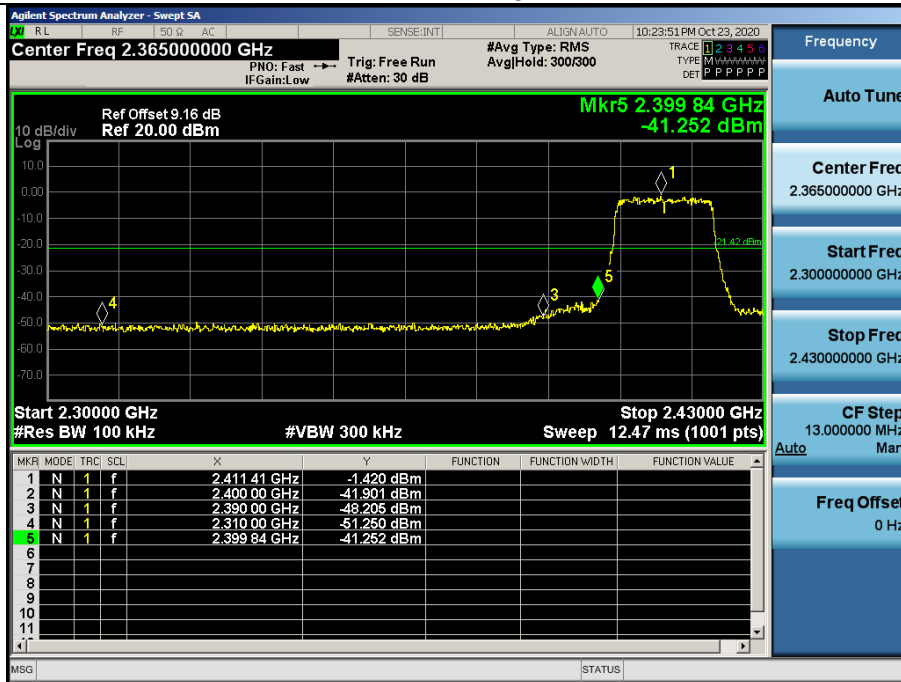 Agilent Spectrum Analyzer - Swept SA
LXI RL RF 50 Ω AC SENSE:INT ALIGN AUTO 10:23:51 PM Oct 23, 2020
Center Freq 2.365000000 GHz #Avg Type: RMS TRACE 1 2 3 4 5 6
PNO: Fast Trig: Free Run Avg|Hold: 300/300 TYPE M WWWWW
IFGain:Low #Atten: 30 dB DET P P P P P P
Mkr5 2.399 84 GHz
-41.252 dBm
Ref Offset 9.16 dB
10 dB/div Ref 20.00 dBm
Log
10.0
0.00
-10.0
-20.0
-30.0
-40.0
-50.0
-60.0
-70.0
1
21.42 dBm
5
3
4
Start 2.30000 GHz Stop 2.43000 GHz
#Res BW 100 kHz #VBW 300 kHz Sweep 12.47 ms (1001 pts)
MKR MODE TRC SCL X Y FUNCTION FUNCTION WIDTH FUNCTION VALUE
1 N 1 f 2.411 41 GHz -1.420 dBm
2 N 1 f 2.400 00 GHz -41.901 dBm
3 N 1 f 2.390 00 GHz -48.205 dBm
4 N 1 f 2.310 00 GHz -51.250 dBm
5 N 1 f 2.399 84 GHz -41.252 dBm
6
7
8
9
10
11
MSG STATUS
Frequency
Auto Tune
Center Freq
2.365000000 GHz
Start Freq
2.300000000 GHz
Stop Freq
2.430000000 GHz
CF Step
13.000000 MHz
Auto Man
Freq Offset
0 Hz